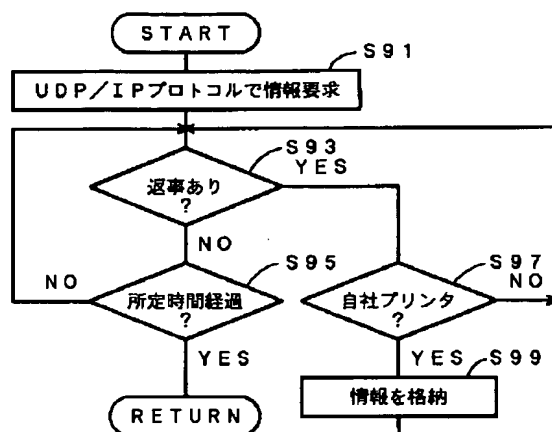 START
S91
UDP/IPプロトコルで情報要求
S93
返事あり
?
YES
NO
S95
所定時間経過
?
NO
YES
RETURN
S97
自社プリンタ
?
NO
YES
S99
情報を格納